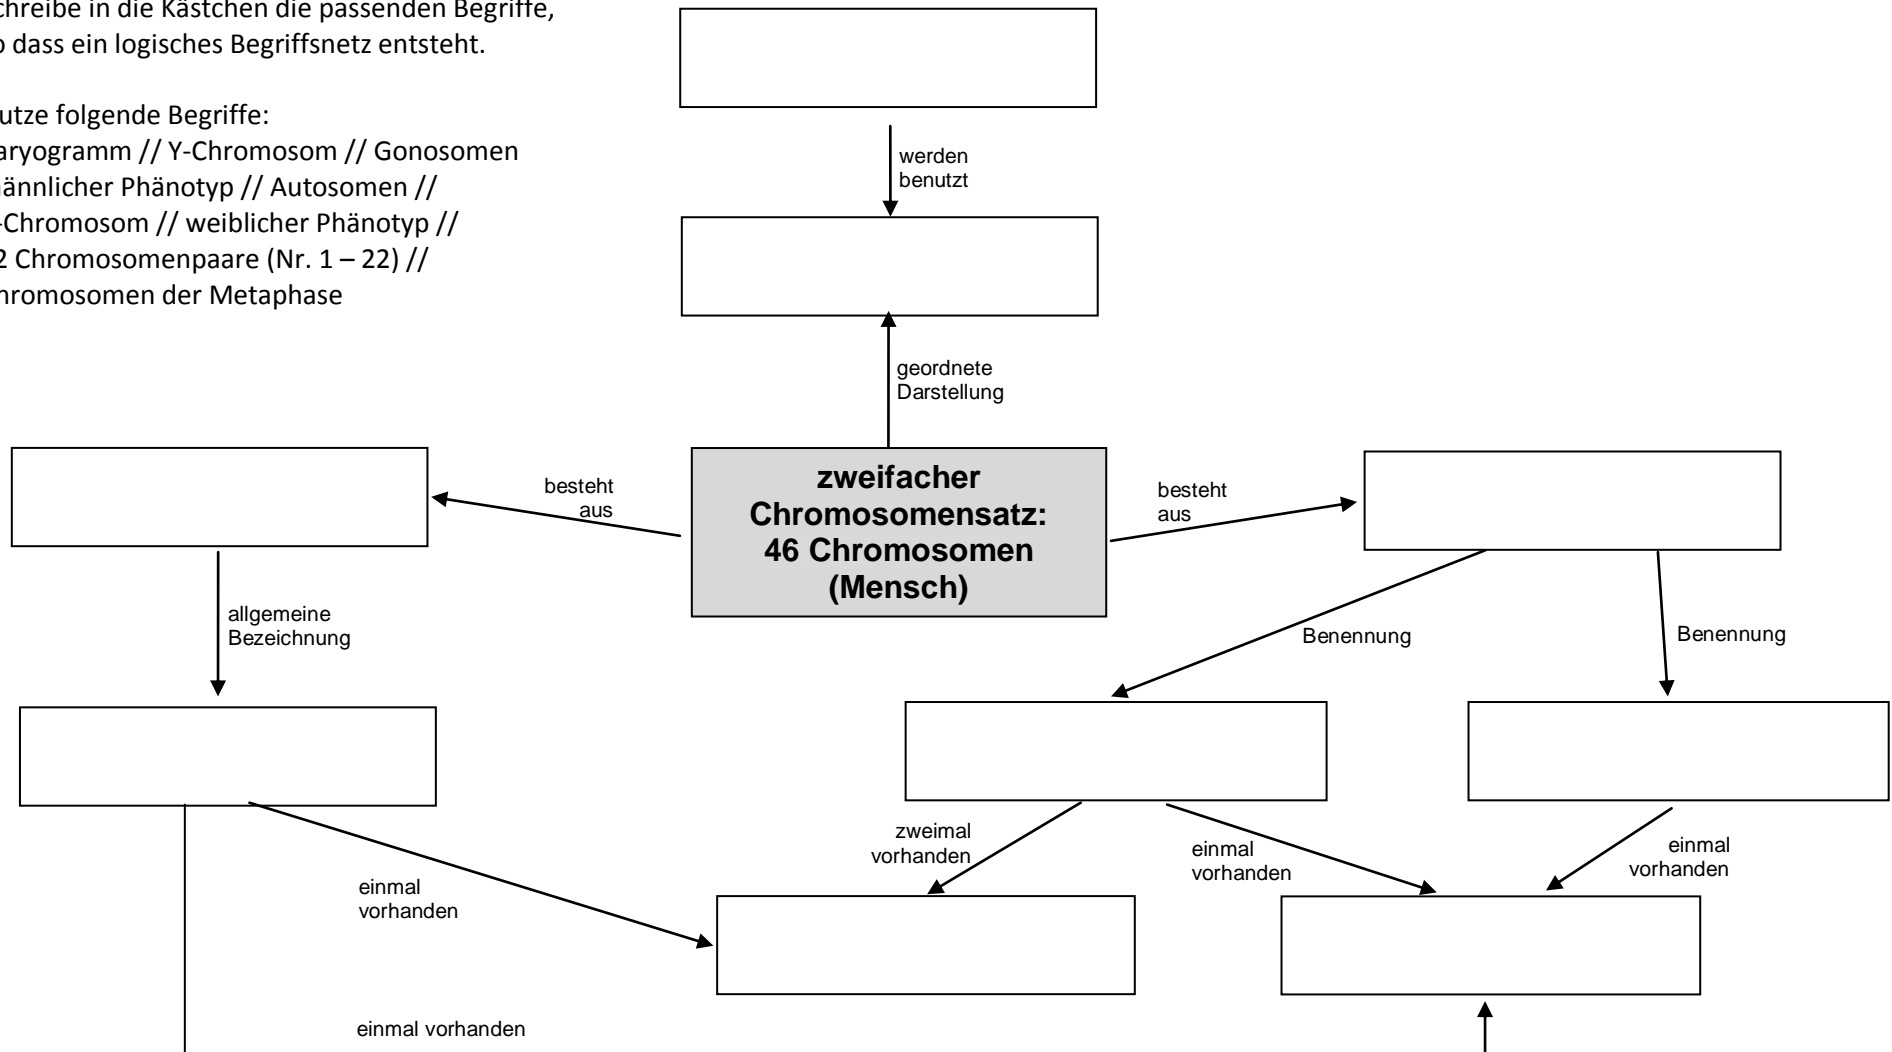 chreibe in die Kästchen die passenden Begriffe,
o dass ein logisches Begriffsnetz entsteht.
utze folgende Begriffe:
aryogramm // Y-Chromosom // Gonosomen
männlicher Phänotyp // Autosomen //
-Chromosom // weiblicher Phänotyp //
2 Chromosomenpaare (Nr. 1 – 22) //
hromosomen der Metaphase
werden
benutzt
geordnete
Darstellung
besteht
aus
zweifacher
Chromosomensatz:
46 Chromosomen
(Mensch)
besteht
aus
allgemeine
Bezeichnung
Benennung
Benennung
zweimal
vorhanden
einmal
vorhanden
einmal
vorhanden
einmal
vorhanden
einmal vorhanden